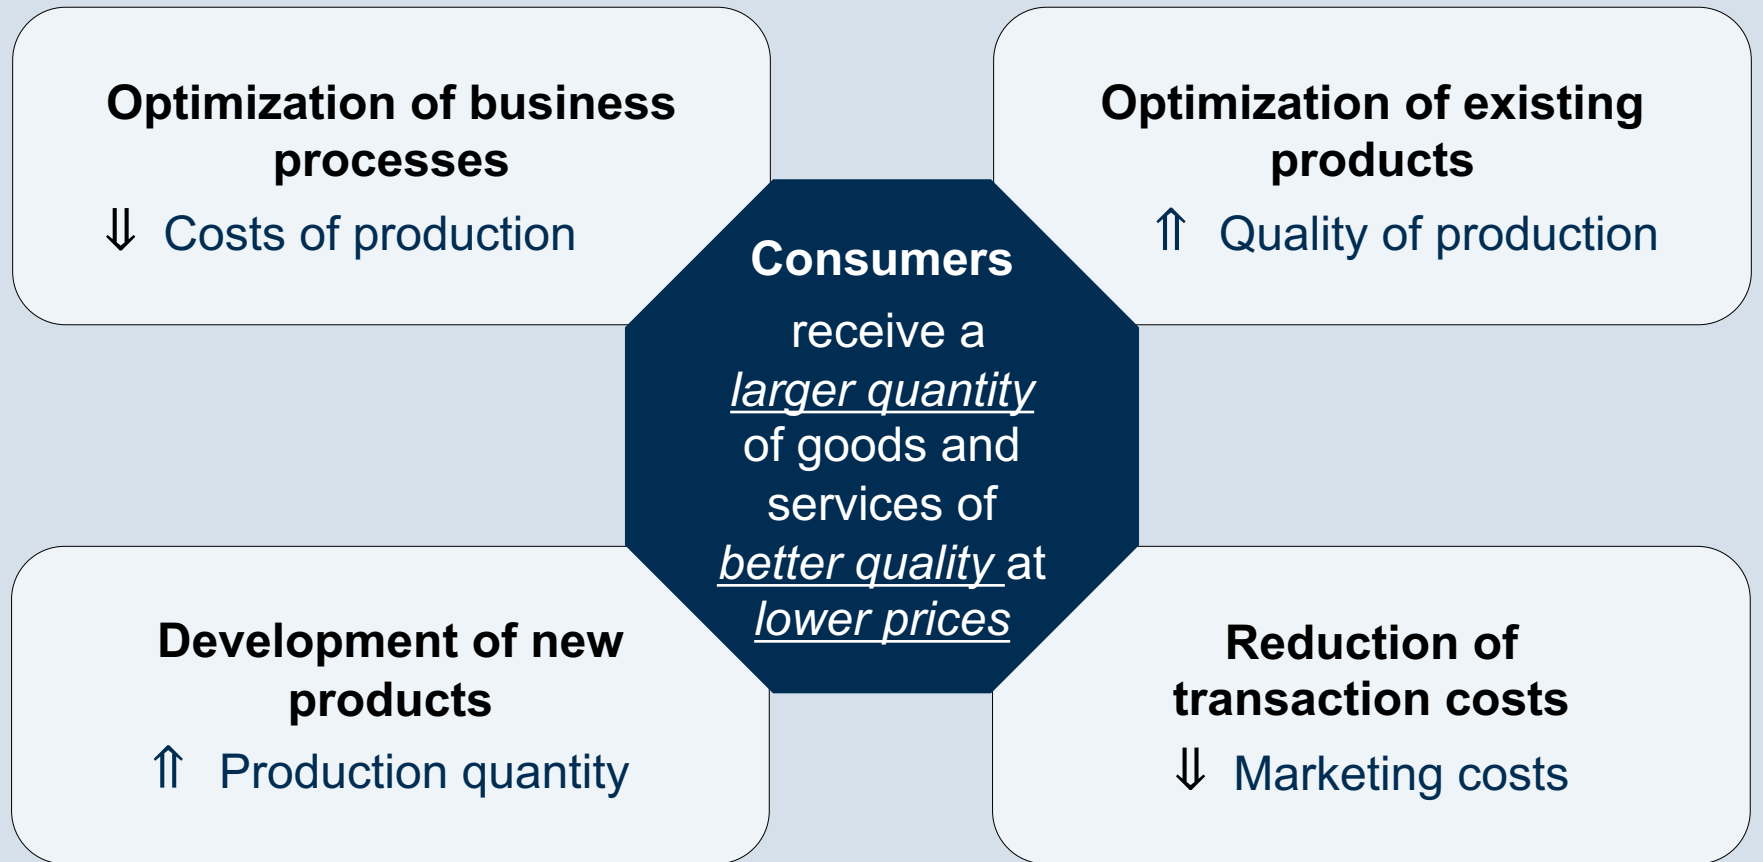 Optimization of business
processes
⇓ Costs of production
Optimization of existing
products
⇑ Quality of production
Consumers
receive a
larger quantity
of goods and
services of
better quality at
lower prices
Development of new
products
⇑ Production quantity
Reduction of
transaction costs
⇓ Marketing costs